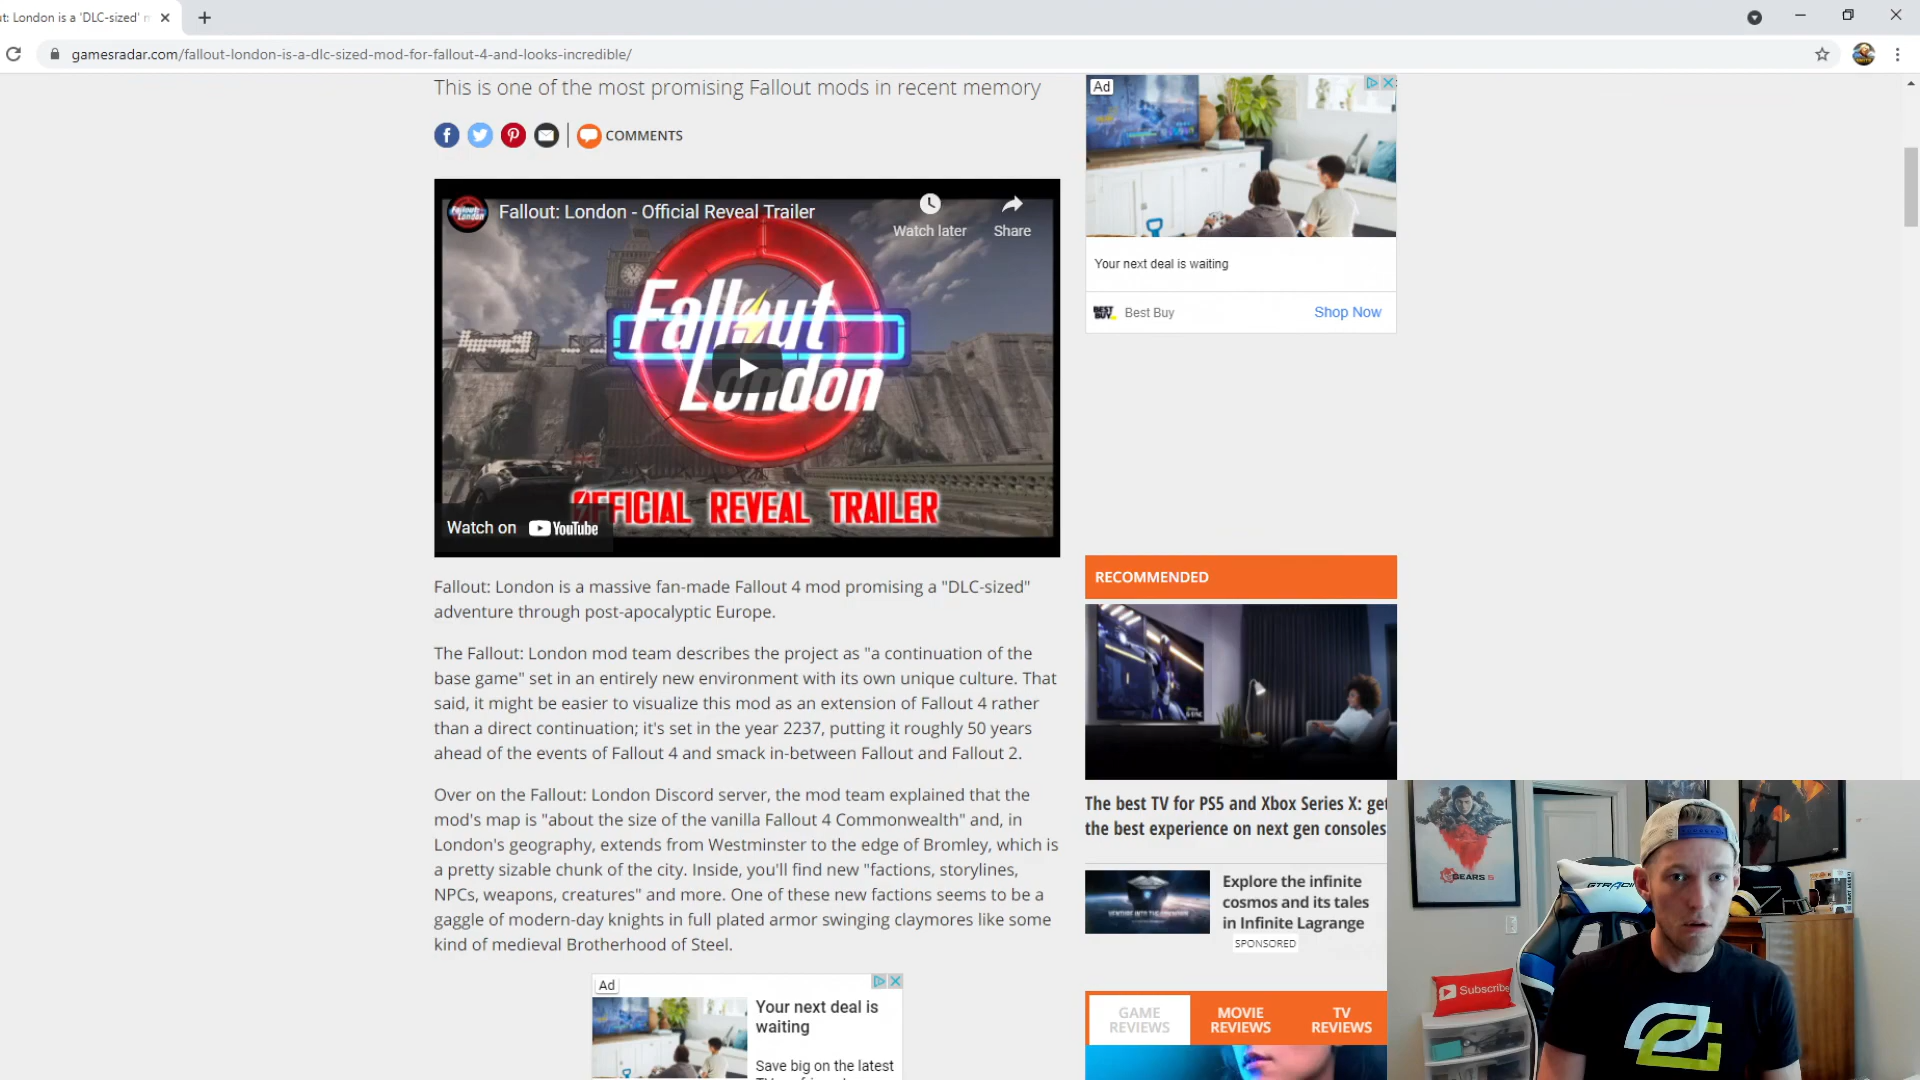 ut: London is a 'DLC-sized' m
gamesradar.com/fallout-london-is-a-dlc-sized-mod-for-fallout-4-and-looks-incredible/
This is one of the most promising Fallout mods in recent memory
COMMENTS
Fallout: London - Official Reveal Trailer
Watch later
Share
Fallout
London
OFFICIAL REVEAL TRAILER
Watch on YouTube
Fallout: London is a massive fan-made Fallout 4 mod promising a "DLC-sized"
adventure through post-apocalyptic Europe.
The Fallout: London mod team describes the project as "a continuation of the
base game" set in an entirely new environment with its own unique culture. That
said, it might be easier to visualize this mod as an extension of Fallout 4 rather
than a direct continuation; it's set in the year 2237, putting it roughly 50 years
ahead of the events of Fallout 4 and smack in-between Fallout and Fallout 2.
Over on the Fallout: London Discord server, the mod team explained that the
mod's map is "about the size of the vanilla Fallout 4 Commonwealth" and, in
London's geography, extends from Westminster to the edge of Bromley, which is
a pretty sizable chunk of the city. Inside, you'll find new "factions, storylines,
NPCs, weapons, creatures" and more. One of these new factions seems to be a
gaggle of modern-day knights in full plated armor swinging claymores like some
kind of medieval Brotherhood of Steel.
Ad
Your next deal is
waiting
Save big on the latest
Ad
Your next deal is waiting
BEST BUY
Best Buy
Shop Now
RECOMMENDED
The best TV for PS5 and Xbox Series X: get
the best experience on next gen consoles
Explore the infinite
cosmos and its tales
in Infinite Lagrange
SPONSORED
GAME
REVIEWS
MOVIE
REVIEWS
TV
REVIEWS
GEARS 5
Subscribe